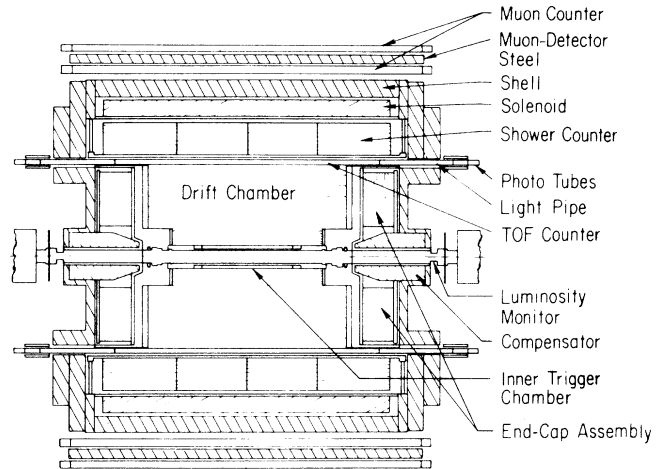 Muon Counter
Muon-Detector
Steel
Shell
Solenoid
Shower Counter
Drift Chamber
Photo Tubes
Light Pipe
TOF Counter
Luminosity
Monitor
Compensator
Inner Trigger
Chamber
End-Cap Assembly